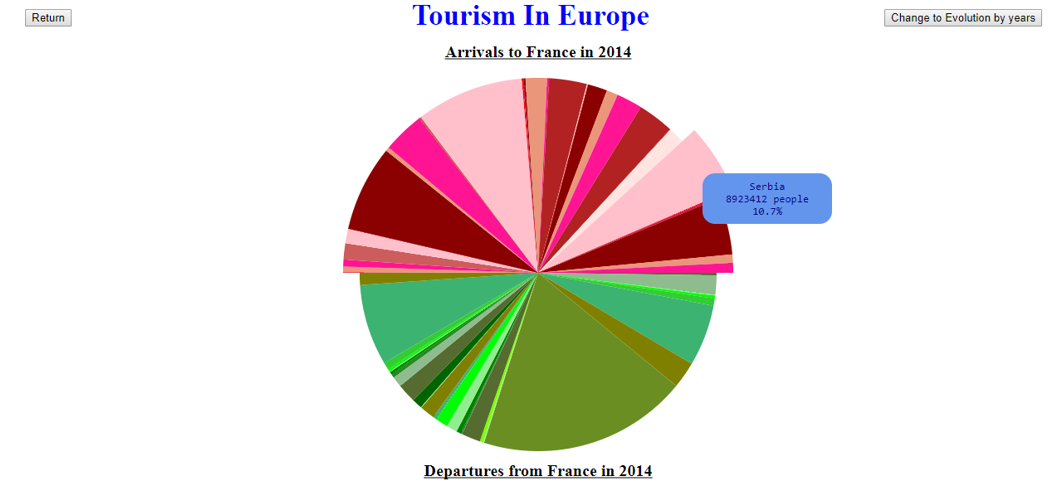 Return
Tourism In Europe
Change to Evolution by years
Arrivals to France in 2014
Serbia
8923412 people
10.7%
Departures from France in 2014